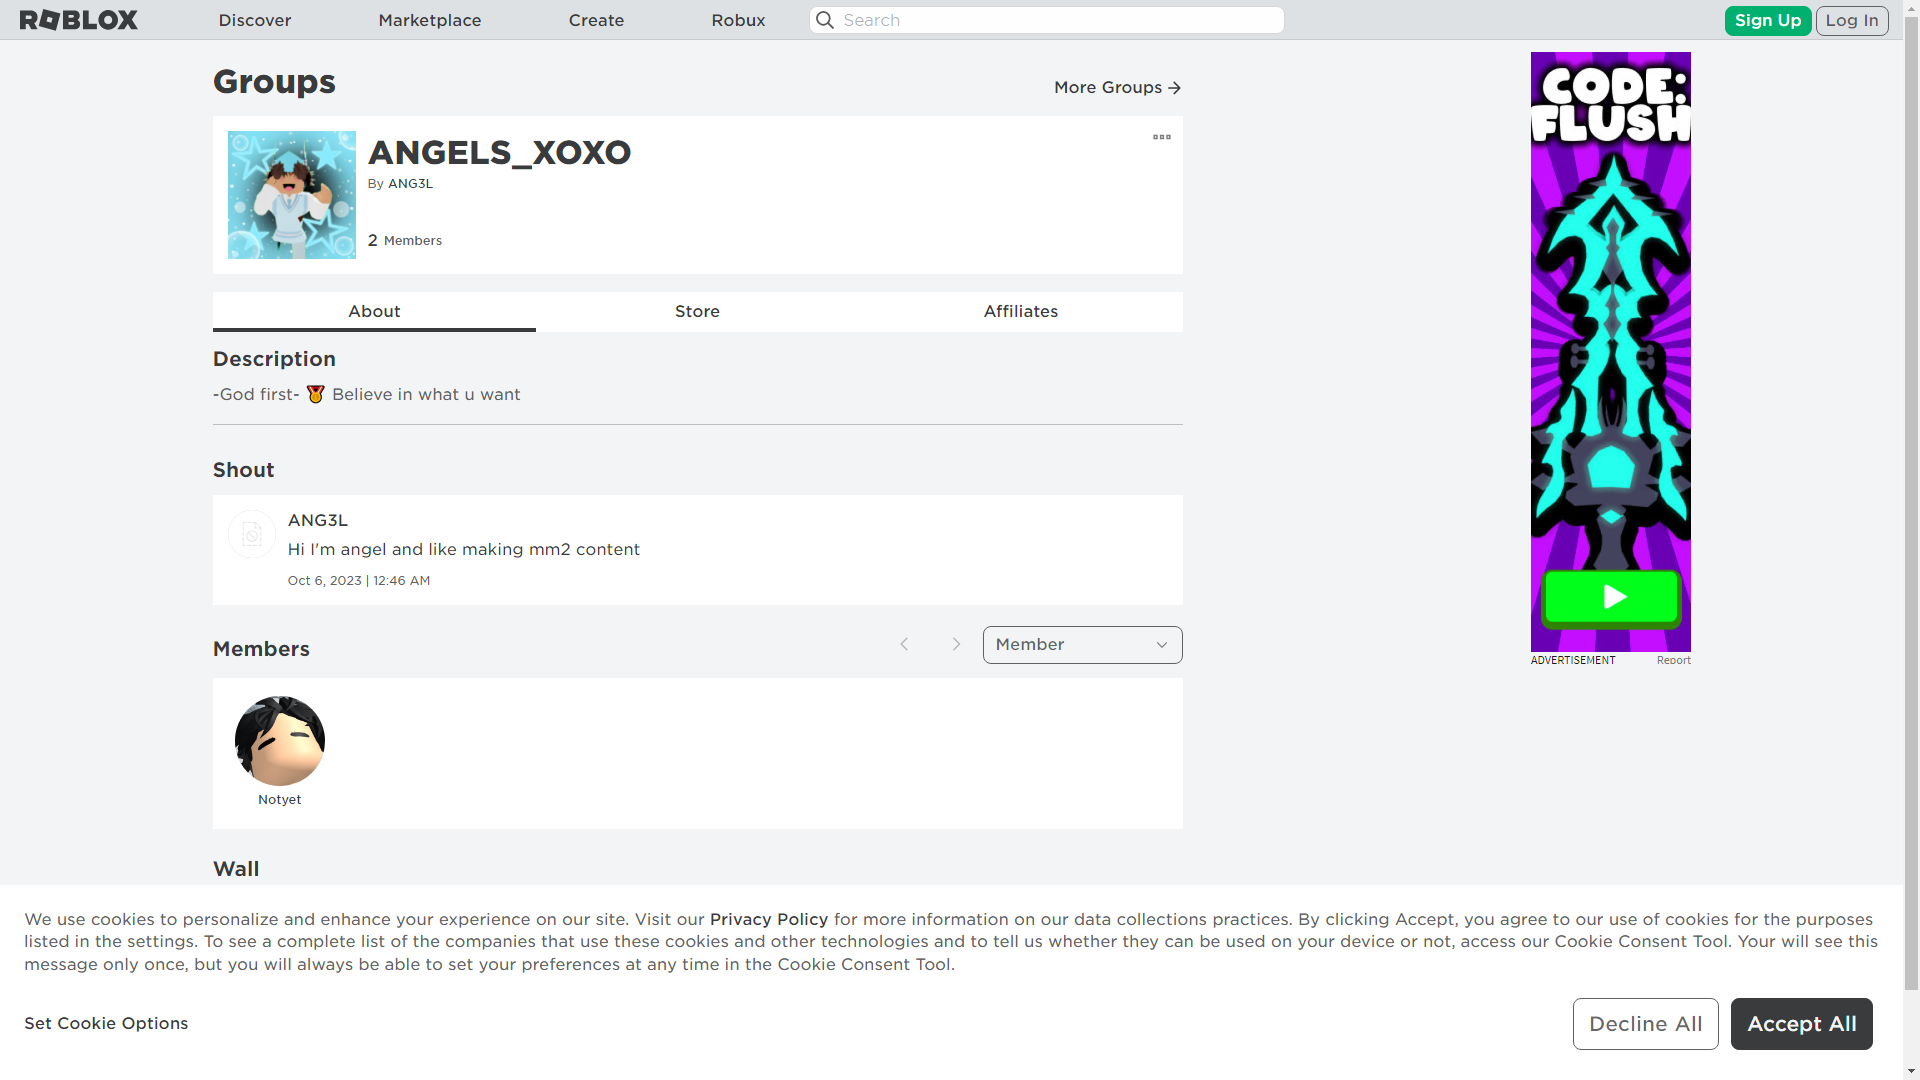 ROBLOX
Discover
Marketplace
Create
Robux
Search
Sign Up
Log In
Groups
More Groups
ANGELS_XOXO
By ANG3L
2 Members
About
Store
Affiliates
Description
-God first- 🏅 Believe in what u want
Shout
ANG3L
Hi I'm angel and like making mm2 content
Oct 6, 2023 | 12:46 AM
Members
Member
Notyet
Wall
CODE:
FLUSH
ADVERTISEMENT
Report
We use cookies to personalize and enhance your experience on our site. Visit our Privacy Policy for more information on our data collections practices. By clicking Accept, you agree to our use of cookies for the purposes
listed in the settings. To see a complete list of the companies that use these cookies and other technologies and to tell us whether they can be used on your device or not, access our Cookie Consent Tool. Your will see this
message only once, but you will always be able to set your preferences at any time in the Cookie Consent Tool.
Set Cookie Options
Decline All
Accept All